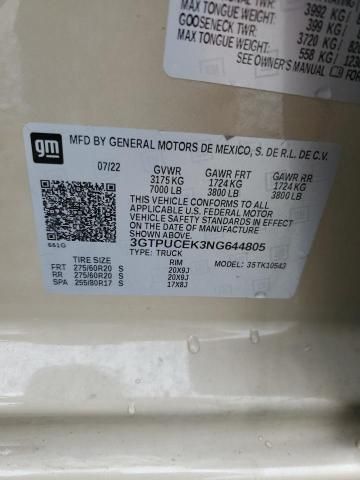 3992 KG /
MAX TONGUE WEIGHT: 399 KG /
GOOSENECK TWR: 3720 KG /
MAX TONGUE WEIGHT: 558 KG / 123
SEE OWNER'S MANUAL
gm
MFD BY GENERAL MOTORS DE MEXICO, S. DE R.L. DE C.V.
07/22 GVWR GAWR FRT GAWR RR
3175 KG 1724 KG 1724 KG
7000 LB 3800 LB 3800 LB
THIS VEHICLE CONFORMS TO ALL
APPLICABLE U.S. FEDERAL MOTOR
VEHICLE SAFETY STANDARDS IN EFFECT
ON THE DATE OF MANUFACTURE SHOWN ABOVE.
3GTPUCEK3NG644805
TYPE: TRUCK MODEL: 35TK10543
661G
TIRE SIZE RIM
FRT 275/60R20 S 20X9J
RR 275/60R20 S 20X9J
SPA 255/80R17 S 17X8J